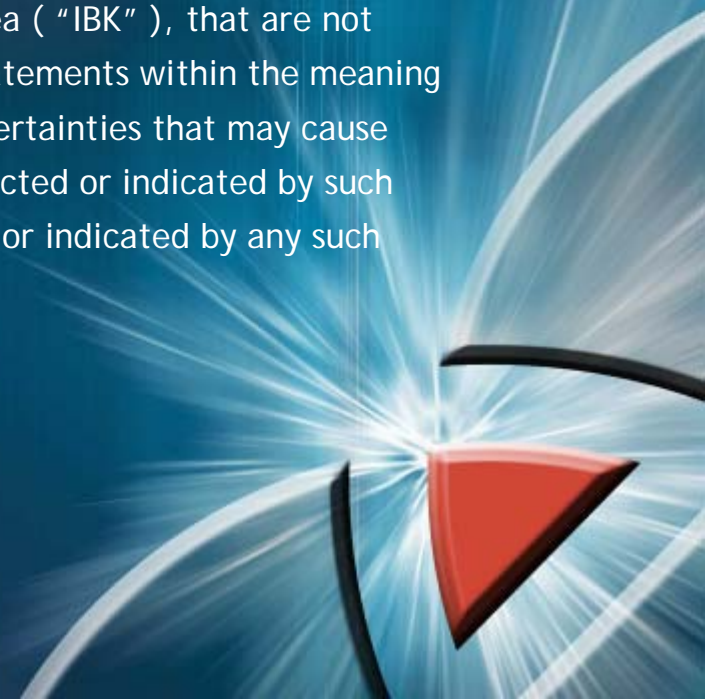 ea ( “IBK” ), that are not
tements within the meaning
ertainties that may cause
cted or indicated by such
or indicated by any such